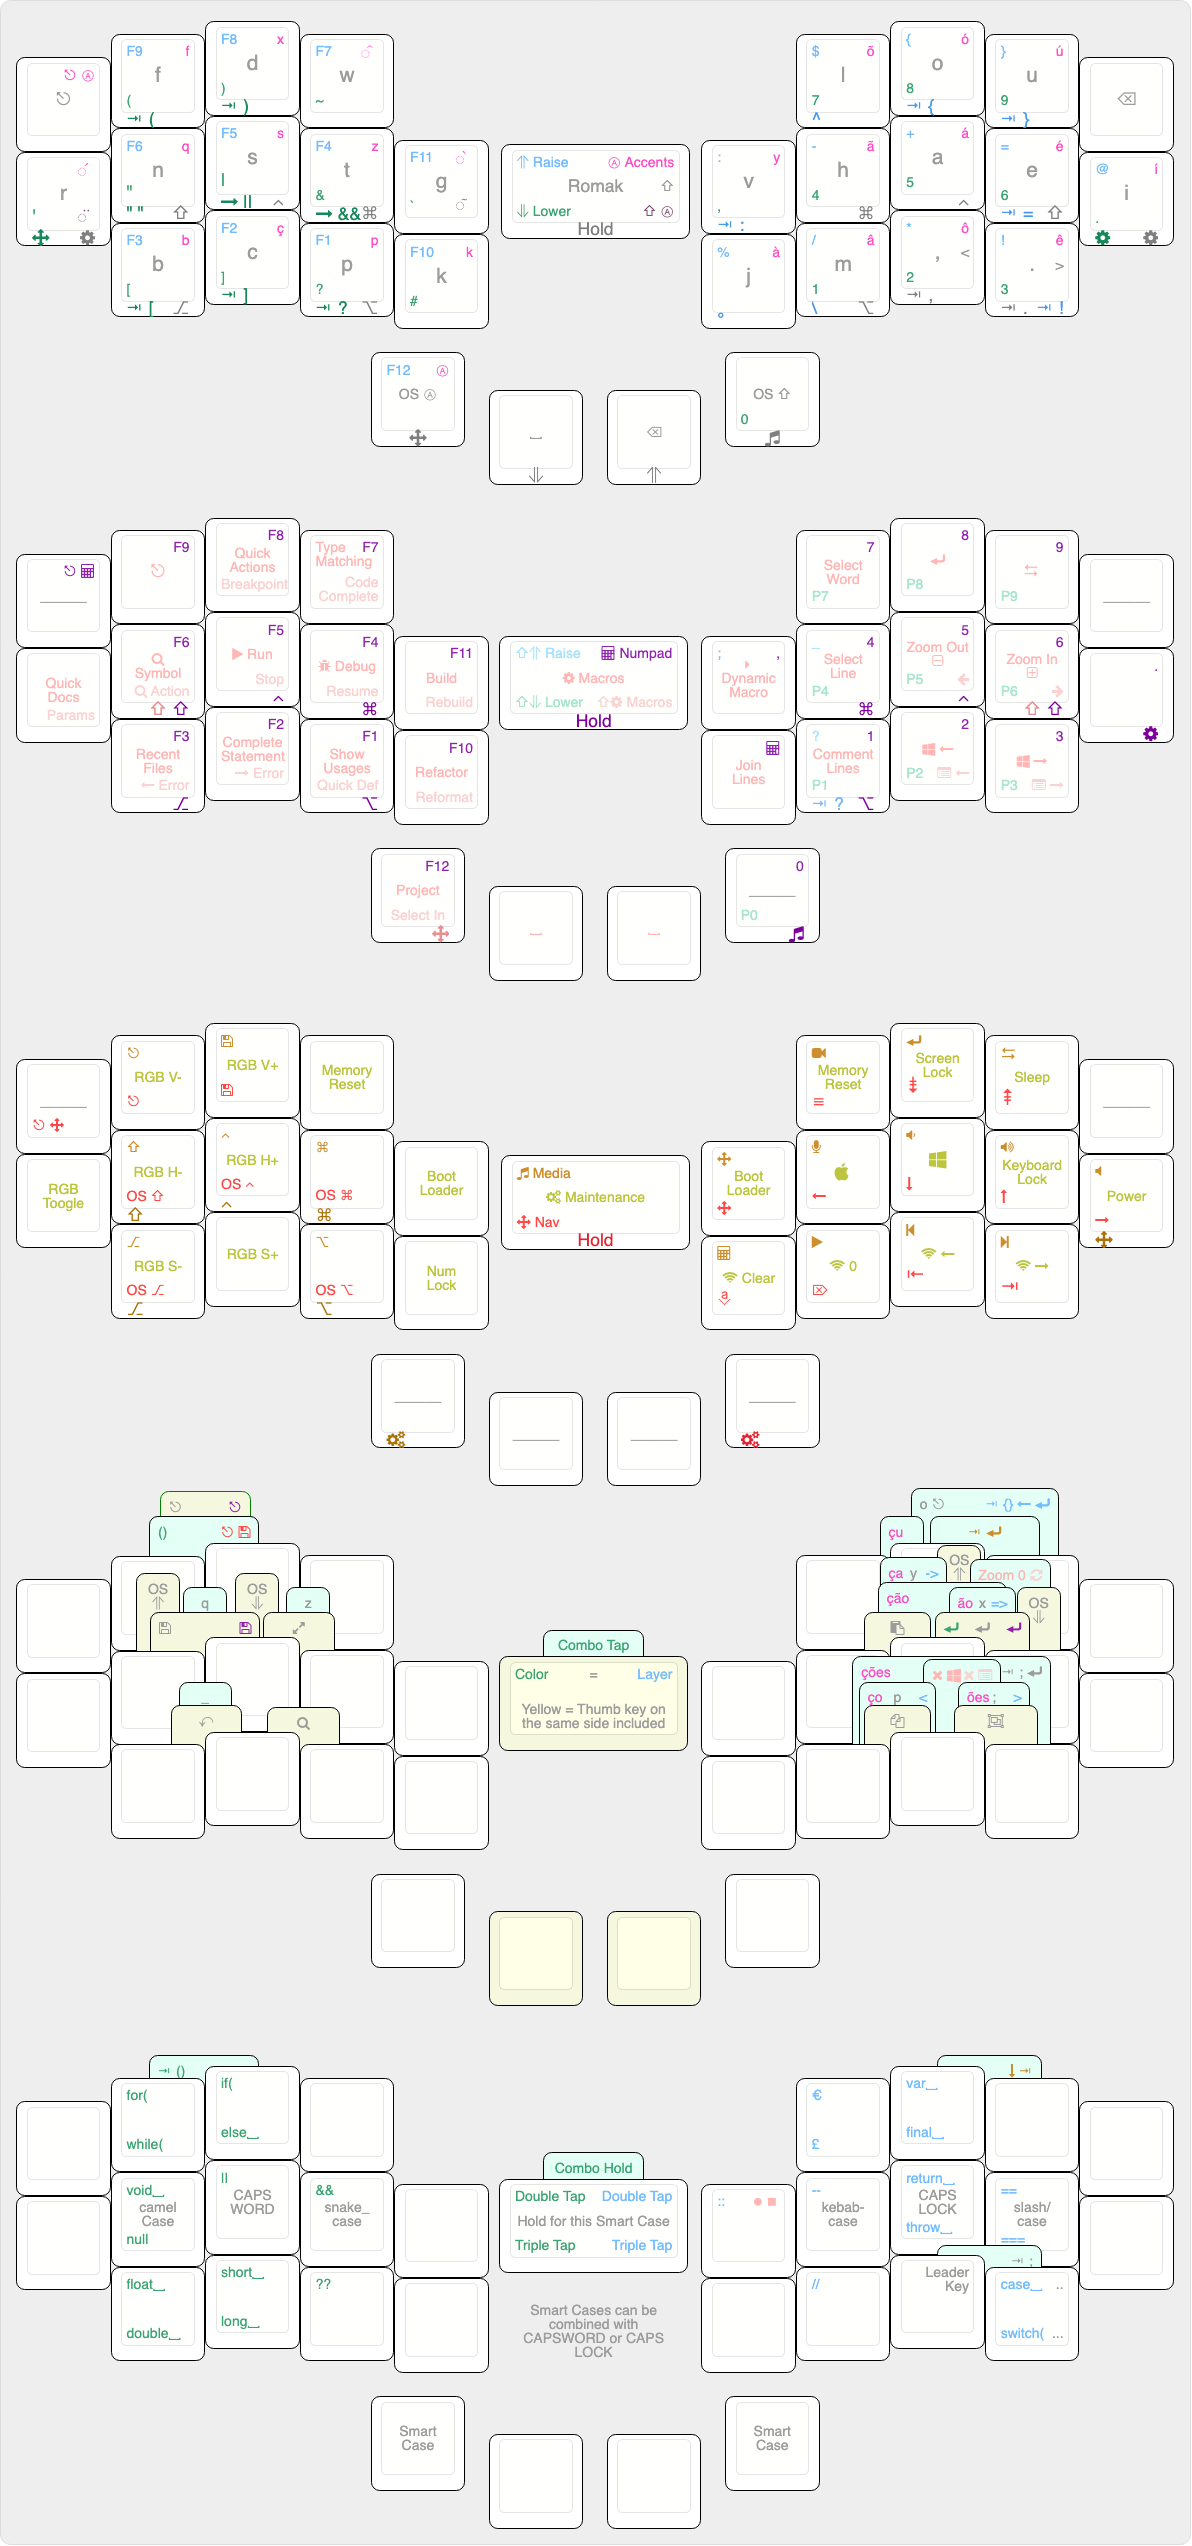 F9 f
f
(
⇥ (
F8 x
d
)
⇥ )
F7 ◌̂
w
~
$ õ
l
7
^
{ ó
o
8
⇥ {
} ú
u
9
⇥ }
Ⓐ
◌́
r
' ◌̈
F6 q
n
"
" "
F5 s
s
|
→ || ^
F4 z
t
&
→ && ⌘
F11 ◌̀
g
` ◌̃
⇑ Raise Ⓐ Accents
Romak ⇧
⇓ Lower ⇧ Ⓐ
Hold
: y
v
,
⇥ :
- ã
h
4
⌘
+ á
a
5
^
= é
e
6
⇥ = ⇧
@ í
i
.
F3 b
b
[
⇥ [ ⌥
F2 ç
c
]
⇥ ]
F1 p
p
?
⇥ ? ⌥
F10 k
k
#
% à
j
°
/ â
m
1
\ ⌥
* ô
, <
2
⇥ ,
! ê
. >
3
⇥ . ⇥ !
F12 Ⓐ
OS Ⓐ
OS ⇧
0
⇓
⇑
F9
F8
Quick
Actions
Breakpoint
Type F7
Matching
Code
Complete
7
Select
Word
P7
8
P8
9
P9
Quick
Docs
Params
F6
Symbol
Action
F5
Run
Stop
^
F4
Debug
Resume
⌘
F11
Build
Rebuild
⇧⇑ Raise Numpad
Macros
⇧⇓ Lower ⇧ Macros
Hold
; ,
Dynamic
Macro
_ 4
Select
Line
P4
⌘
5
Zoom Out
P5 ←
^
6
Zoom In
P6 →
.
F3
Recent
Files
← Error
F2
Complete
Statement
→ Error
F1
Show
Usages
Quick Def
⌥
F10
Refactor
Reformat
Join
Lines
? 1
Comment
Lines
P1
⇥ ? ⌥
2
←
P2 ←
3
→
P3 →
F12
Project
Select In
0
P0
RGB V-
RGB V+
Memory
Reset
Memory
Reset
Screen
Lock
Sleep
RGB
Toogle
RGB H-
OS ⇧
RGB H+
OS ^
⌘
OS ⌘
⌘
Boot
Loader
Media
Maintenance
Nav
Hold
Boot
Loader
←
↓
Keyboard
Lock
↑
Power
→
RGB S-
OS ⌥
RGB S+
⌥
OS ⌥
⌥
Num
Lock
Clear
a
0
←
→
()
OS
⇑
q
OS
⇓
z
_
o ⇥ {} ←
çu ⇥
ça y ->
OS
⇑
Zoom 0
ção
ão x =>
OS
⇓
ções
⇥ ;
ço p <
ões ; >
Combo Tap
Color = Layer
Yellow = Thumb key on
the same side included
⇥ ()
for(
while(
if(
else⎵
€
£
var⎵
final⎵
↓ ⇥
void⎵
camel
Case
null
||
CAPS
WORD
&&
snake_
case
Combo Hold
Double Tap Double Tap
Hold for this Smart Case
Triple Tap Triple Tap
::
--
kebab-
case
return⎵
CAPS
LOCK
throw⎵
==
slash/
case
===
⇥ ;
float⎵
double⎵
short⎵
long⎵
??
Smart Cases can be
combined with
CAPSWORD or CAPS
LOCK
//
Leader
Key
case⎵ ..
switch( ...
Smart
Case
Smart
Case